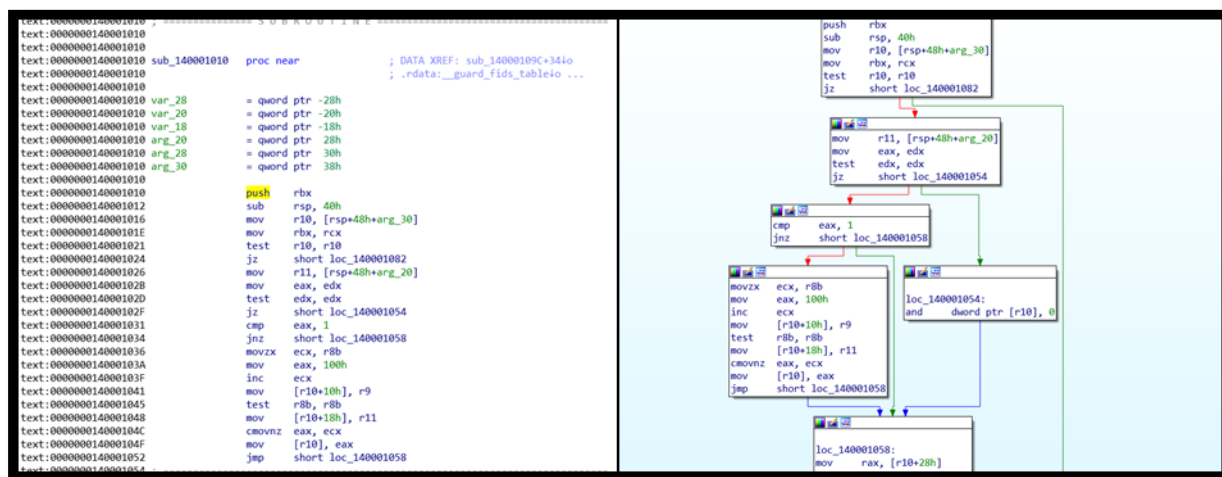 text:0000000140001010 ; =============== S U B R O U T I N E =======================================
text:0000000140001010
text:0000000140001010
text:0000000140001010 sub_140001010 proc near ; DATA XREF: sub_14000109C+34↓o
text:0000000140001010 ; .rdata:__guard_fids_table↓o ...
text:0000000140001010
text:0000000140001010 var_28 = qword ptr -28h
text:0000000140001010 var_20 = qword ptr -20h
text:0000000140001010 var_18 = qword ptr -18h
text:0000000140001010 arg_20 = qword ptr 28h
text:0000000140001010 arg_28 = qword ptr 30h
text:0000000140001010 arg_30 = qword ptr 38h
text:0000000140001010
text:0000000140001010 push rbx
text:0000000140001012 sub rsp, 40h
text:0000000140001016 mov r10, [rsp+48h+arg_30]
text:000000014000101E mov rbx, rcx
text:0000000140001021 test r10, r10
text:0000000140001024 jz short loc_140001082
text:0000000140001026 mov r11, [rsp+48h+arg_20]
text:000000014000102B mov eax, edx
text:000000014000102D test edx, edx
text:000000014000102F jz short loc_140001054
text:0000000140001031 cmp eax, 1
text:0000000140001034 jnz short loc_140001058
text:0000000140001036 movzx ecx, r8b
text:000000014000103A mov eax, 100h
text:000000014000103F inc ecx
text:0000000140001041 mov [r10+10h], r9
text:0000000140001045 test r8b, r8b
text:0000000140001048 mov [r10+18h], r11
text:000000014000104C cmovnz eax, ecx
text:000000014000104F mov [r10], eax
text:0000000140001052 jmp short loc_140001058
text:0000000140001054 ;
push rbx
sub rsp, 40h
mov r10, [rsp+48h+arg_30]
mov rbx, rcx
test r10, r10
jz short loc_140001082
mov r11, [rsp+48h+arg_20]
mov eax, edx
test edx, edx
jz short loc_140001054
cmp eax, 1
jnz short loc_140001058
movzx ecx, r8b
mov eax, 100h
inc ecx
mov [r10+10h], r9
test r8b, r8b
mov [r10+18h], r11
cmovnz eax, ecx
mov [r10], eax
jmp short loc_140001058
loc_140001054:
and dword ptr [r10], 0
loc_140001058:
mov rax, [r10+28h]